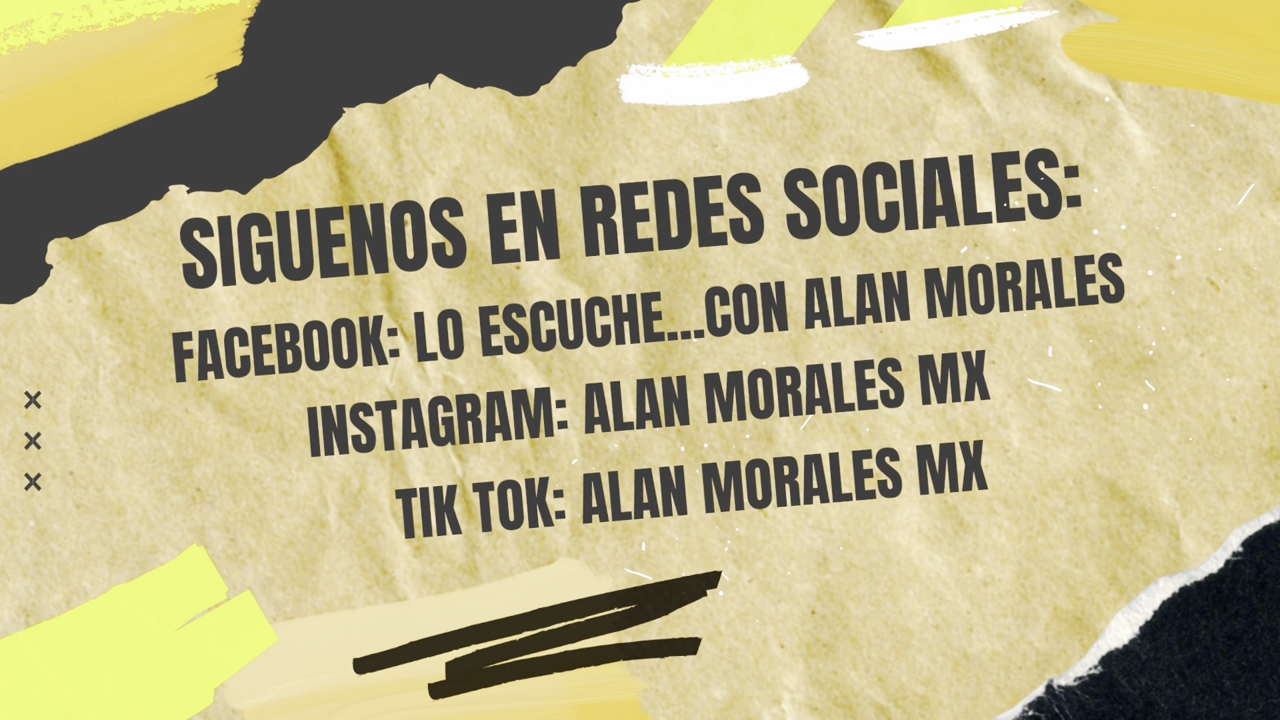 SIGUENOS EN REDES SOCIALES:
FACEBOOK: LO ESCUCHE...CON ALAN MORALES
INSTAGRAM: ALAN MORALES MX
TIK TOK: ALAN MORALES MX